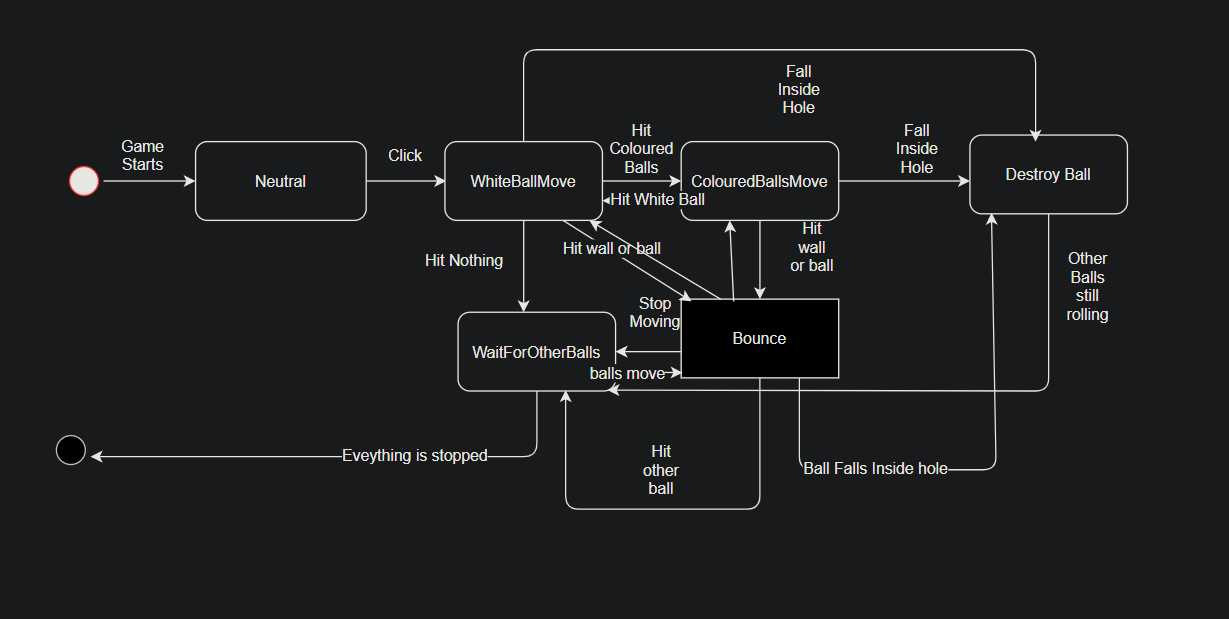 Fall
Inside
Hole
Game
Starts
Neutral
Click
WhiteBallMove
Hit
Coloured
Balls
Hit White Ball
ColouredBallsMove
Fall
Inside
Hole
Destroy Ball
Hit Nothing
Hit wall or ball
Hit
wall
or ball
Other
Balls
still
rolling
Stop
Moving
Bounce
WaitForOtherBalls
balls move
Eveything is stopped
Hit
other
ball
Ball Falls Inside hole